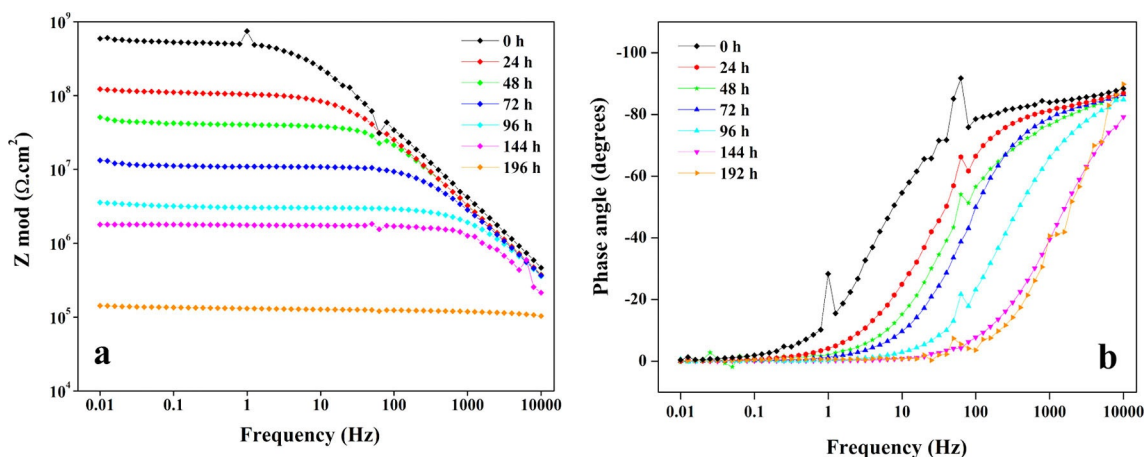 10⁹
10⁸
10⁷
10⁶
10⁵
10⁴
Z mod (Ω.cm²)
0 h
24 h
48 h
72 h
96 h
144 h
196 h
a
0.01 0.1 1 10 100 1000 10000
Frequency (Hz)
-100
-80
-60
-40
-20
0
Phase angle (degrees)
0 h
24 h
48 h
72 h
96 h
144 h
192 h
b
0.01 0.1 1 10 100 1000 10000
Frequency (Hz)